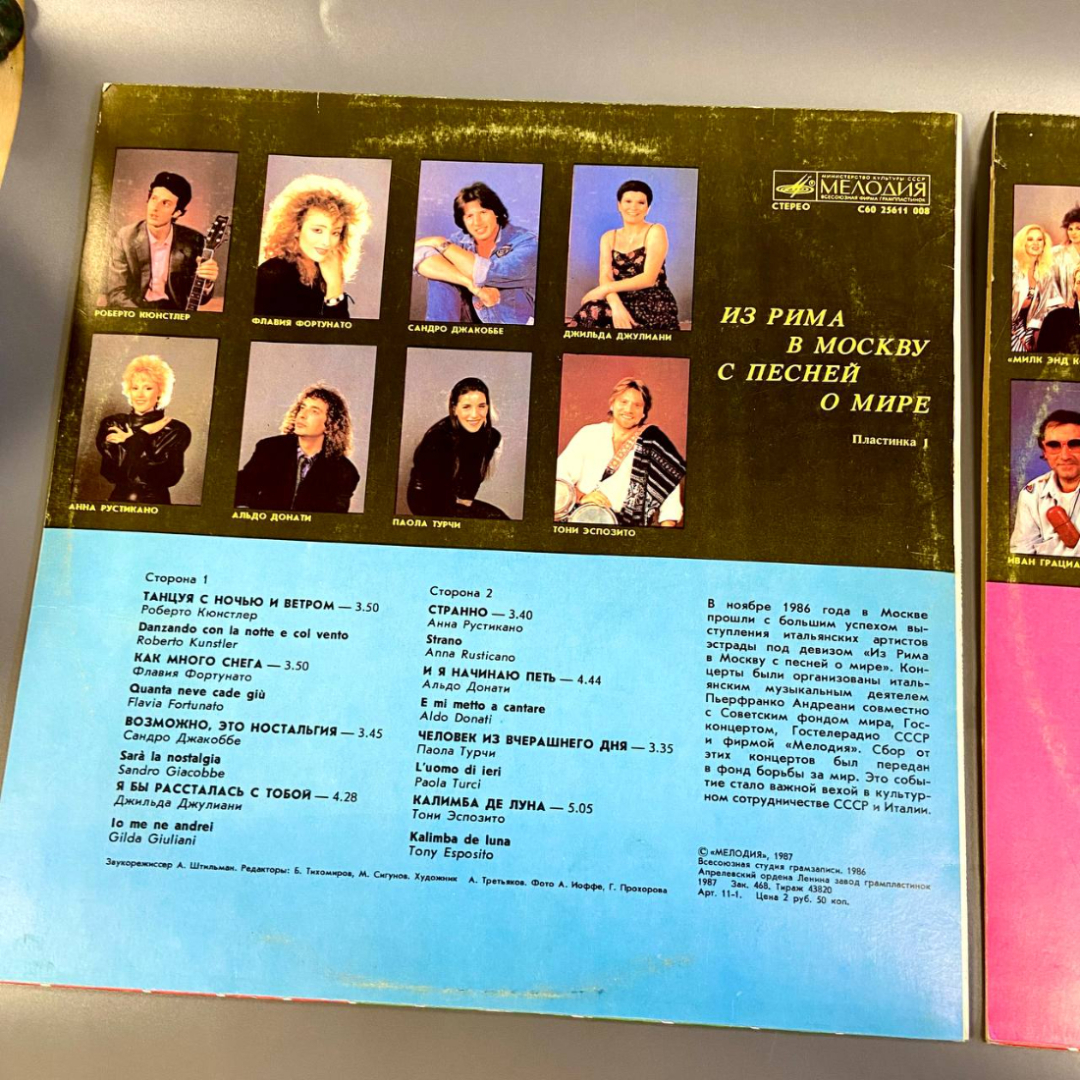 МИНИСТЕРСТВО КУЛЬТУРЫ СССР
МЕЛОДИЯ
ВСЕСОЮЗНАЯ ФИРМА ГРАМПЛАСТИНОК
СТЕРЕО
С60 25611 008
РОБЕРТО КЮНСТЛЕР
ФЛАВИЯ ФОРТУНАТО
САНДРО ДЖАКОББЕ
ДЖИЛЬДА ДЖУЛИАНИ
АННА РУСТИКАНО
АЛЬДО ДОНАТИ
ПАОЛА ТУРЧИ
ТОНИ ЭСПОЗИТО
ИЗ РИМА
В МОСКВУ
С ПЕСНЕЙ
О МИРЕ
Пластинка 1
Сторона 1
ТАНЦУЯ С НОЧЬЮ И ВЕТРОМ — 3.50
Роберто Кюнстлер
Danzando con la notte e col vento
Roberto Kunstler
КАК МНОГО СНЕГА — 3.50
Флавия Фортунато
Quanta neve cade giù
Flavia Fortunato
ВОЗМОЖНО, ЭТО НОСТАЛЬГИЯ — 3.45
Сандро Джакоббе
Sarà la nostalgia
Sandro Giacobbe
Я БЫ РАССТАЛАСЬ С ТОБОЙ — 4.28
Джильда Джулиани
Io me ne andrei
Gilda Giuliani
Сторона 2
СТРАННО — 3.40
Анна Рустикано
Strano
Anna Rusticano
И Я НАЧИНАЮ ПЕТЬ — 4.44
Альдо Донати
E mi metto a cantare
Aldo Donati
ЧЕЛОВЕК ИЗ ВЧЕРАШНЕГО ДНЯ — 3.35
Паола Турчи
L'uomo di ieri
Paola Turci
КАЛИМБА ДЕ ЛУНА — 5.05
Тони Эспозито
Kalimba de luna
Tony Esposito
В ноябре 1986 года в Москве
прошли с большим успехом вы-
ступления итальянских артистов
эстрады под девизом «Из Рима
в Москву с песней о мире». Кон-
церты были организованы италь-
янским музыкальным деятелем
Пьерфранко Андреани совместно
с Советским фондом мира, Гос-
концертом, Гостелерадио СССР
и фирмой «Мелодия». Сбор от
этих концертов был передан
в фонд борьбы за мир. Это собы-
тие стало важной вехой в культур-
ном сотрудничестве СССР и Италии.
Звукорежиссер А. Штильман. Редакторы: Б. Тихомиров, М. Сигунов. Художник А. Третьяков. Фото А. Иоффе, Г. Прохорова
© «МЕЛОДИЯ», 1987
Всесоюзная студия грамзаписи. 1986
Апрелевский ордена Ленина завод грампластинок
1987 Зак. 468. Тираж 43820
Арт. 11-1. Цена 2 руб. 50 коп.
«МИЛК ЭНД К
ИВАН ГРАЦИА